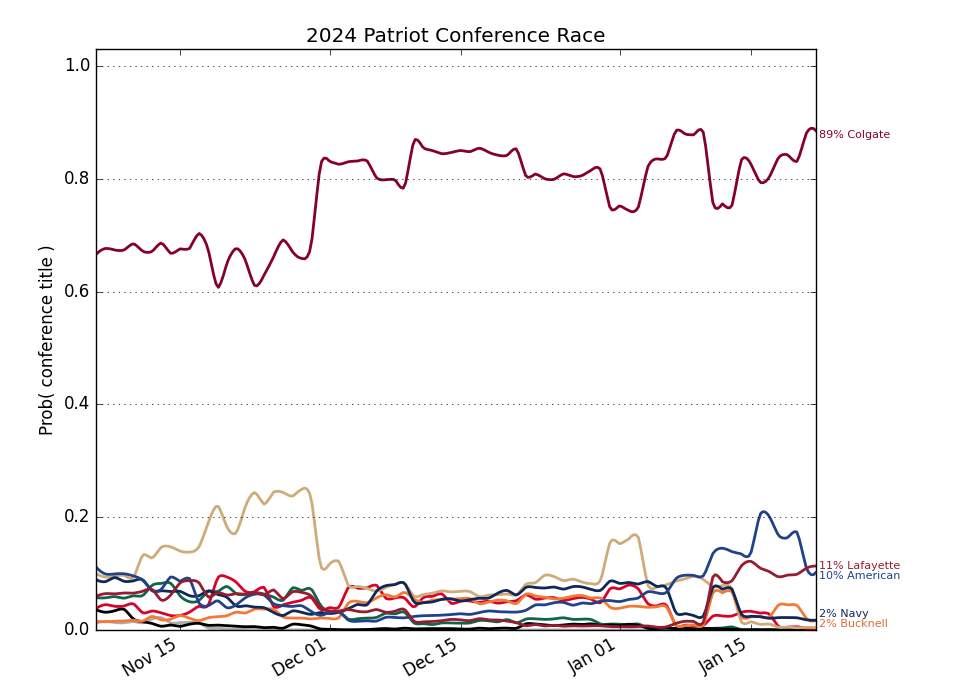 2024 Patriot Conference Race
Prob( conference title )
1.0
0.8
0.6
0.4
0.2
0.0
89% Colgate
11% Lafayette
10% American
2% Navy
2% Bucknell
Nov 15
Dec 01
Dec 15
Jan 01
Jan 15